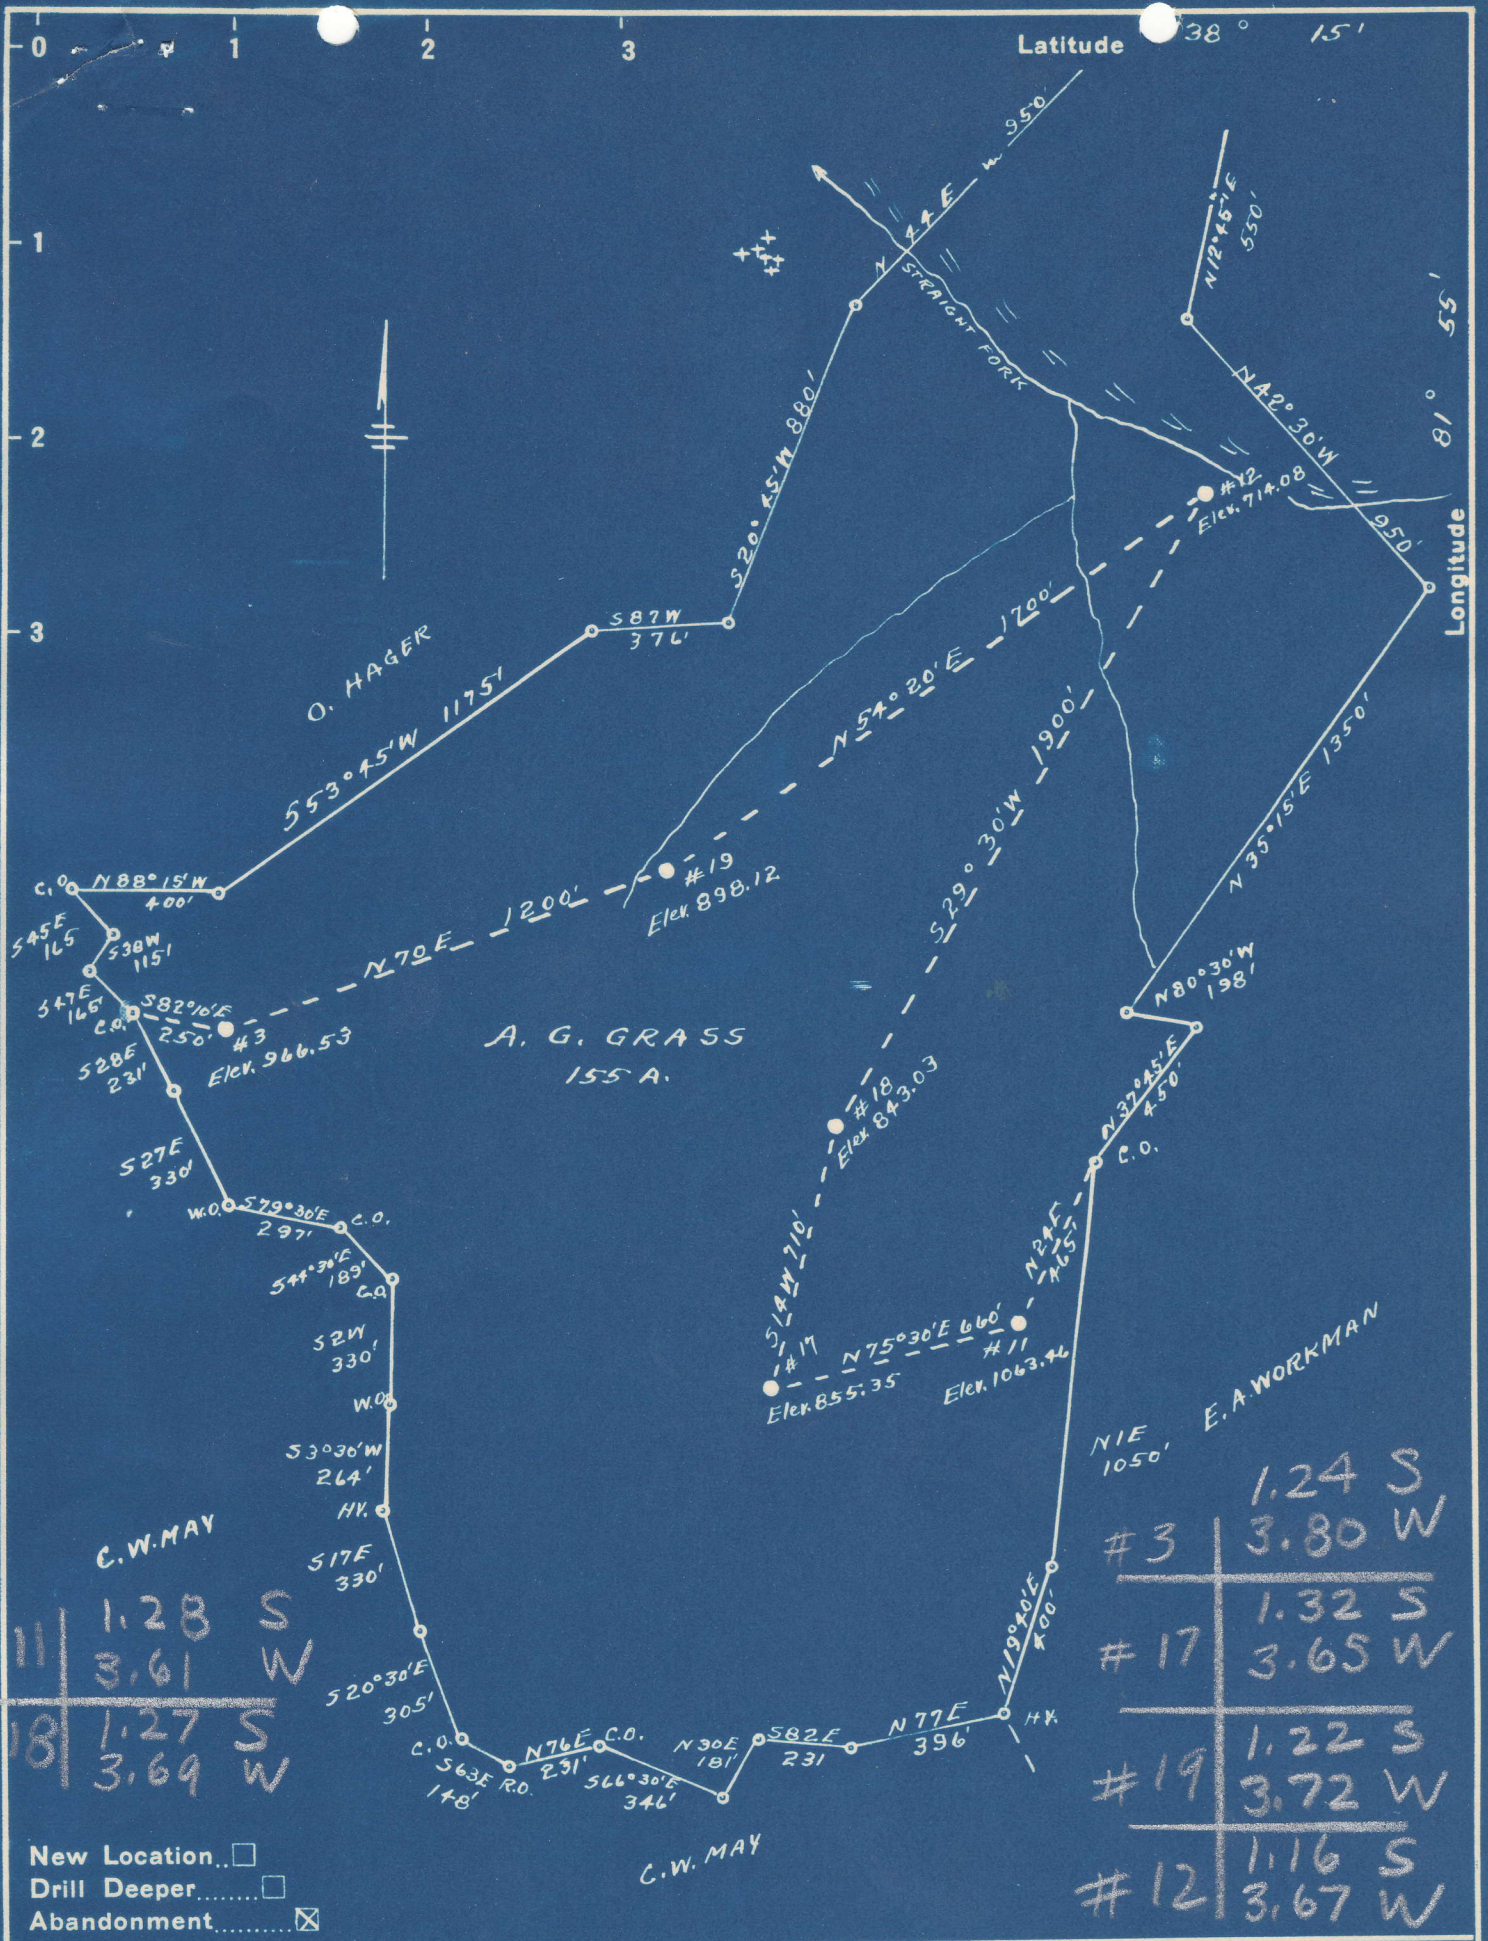 0 1 2 3
Latitude 38° 15'
1
2
3
81° 55'
Longitude
N 44 E 950'
STRAIGHT FORK
N12°45'E
550'
N42°30'W 950'
#12
Elev. 714.08
S20°45'W 880'
S87W
376'
O. HAGER
S53°45'W 1175'
N54°20'E 1700'
S29°30'W 1900'
N35°15'E 1350'
C.O. N88°15'W
400'
#19
Elev. 898.12
N70E 1200'
S45E
165
S38W
115'
S47E
165'
C.O. S82°10'E
250'
#3
Elev. 966.53
N80°30'W
198'
A. G. GRASS
155 A.
S28E
231'
N37°45'E
450'
#18
Elev. 843.03
C.O.
S27E
330'
W.O. S79°30'E C.O.
297'
N24E
465'
S44°30'E
189'
C.O.
S14W 710'
S2W
330'
#17
Elev. 855.35
N75°30'E 660'
#11
Elev. 1063.46
W.O.
E. A. WORKMAN
N1E
1050'
S3°30'W
264'
HY.
C.W. MAY
S17E
330'
N19°40'E
400'
S20°30'E
305'
C.O.
S63E
148'
R.O.
N76E C.O.
231'
S66°30'E
346'
N30E
181'
S82E
231
N77E
396'
HY.
C.W. MAY
11 1.28 S
3.61 W
18 1.27 S
3.69 W
#3 1.24 S
3.80 W
#17 1.32 S
3.65 W
#19 1.22 S
3.72 W
#12 1.16 S
3.67 W
New Location..
Drill Deeper........
Abandonment..........